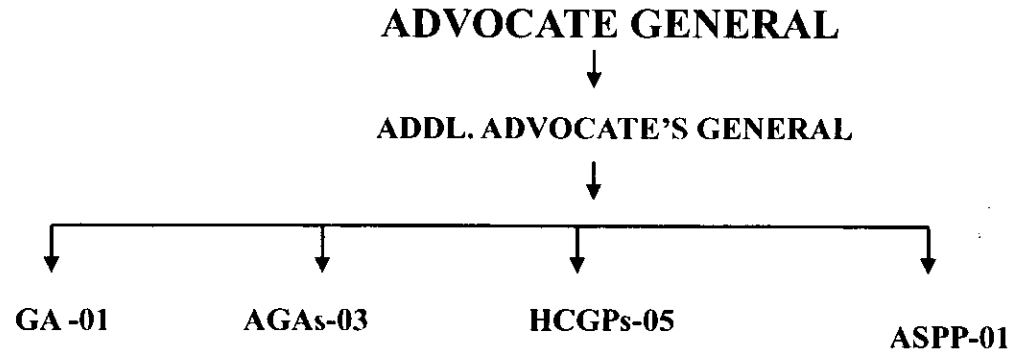 ADVOCATE GENERAL
ADDL. ADVOCATE'S GENERAL
GA -01 AGAs-03 HCGPs-05 ASPP-01